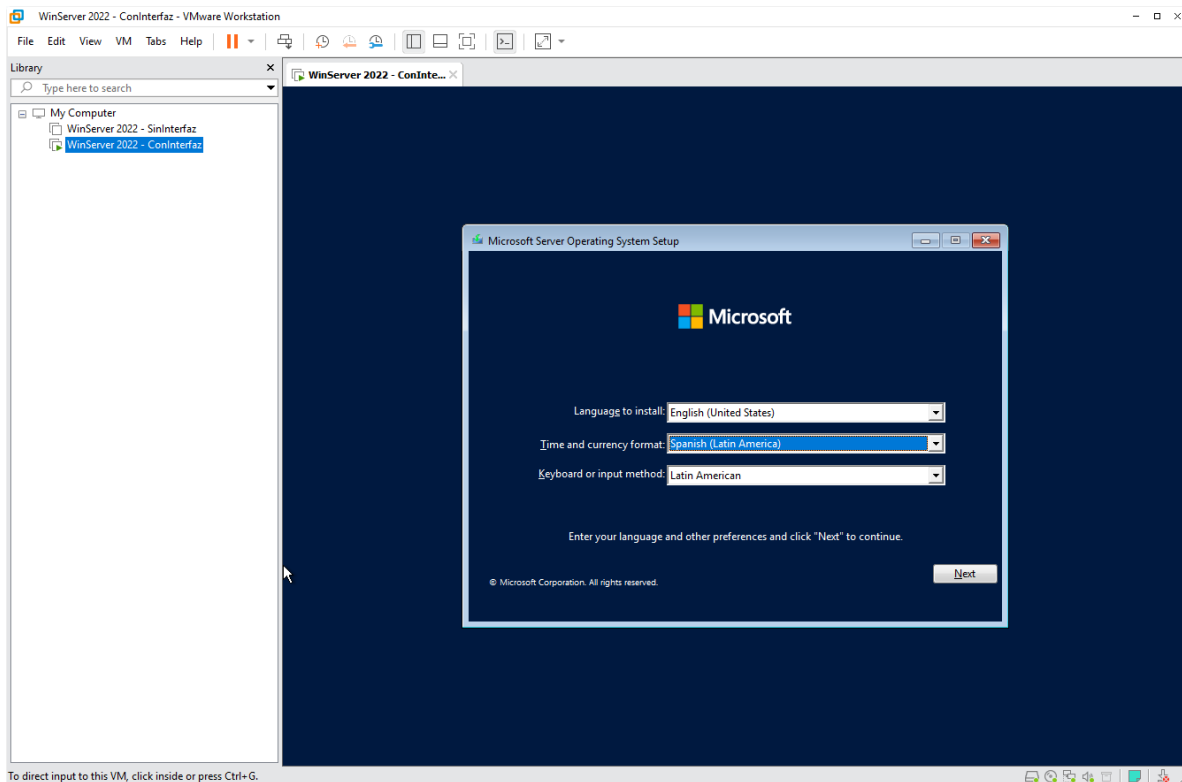 WinServer 2022 - ConInterfaz - VMware Workstation
File Edit View VM Tabs Help
Library
WinServer 2022 - ConInte...
Type here to search
My Computer
WinServer 2022 - SinInterfaz
WinServer 2022 - ConInterfaz
Microsoft Server Operating System Setup
Microsoft
Language to install: English (United States)
Time and currency format: Spanish (Latin America)
Keyboard or input method: Latin American
Enter your language and other preferences and click "Next" to continue.
Next
© Microsoft Corporation. All rights reserved.
To direct input to this VM, click inside or press Ctrl+G.